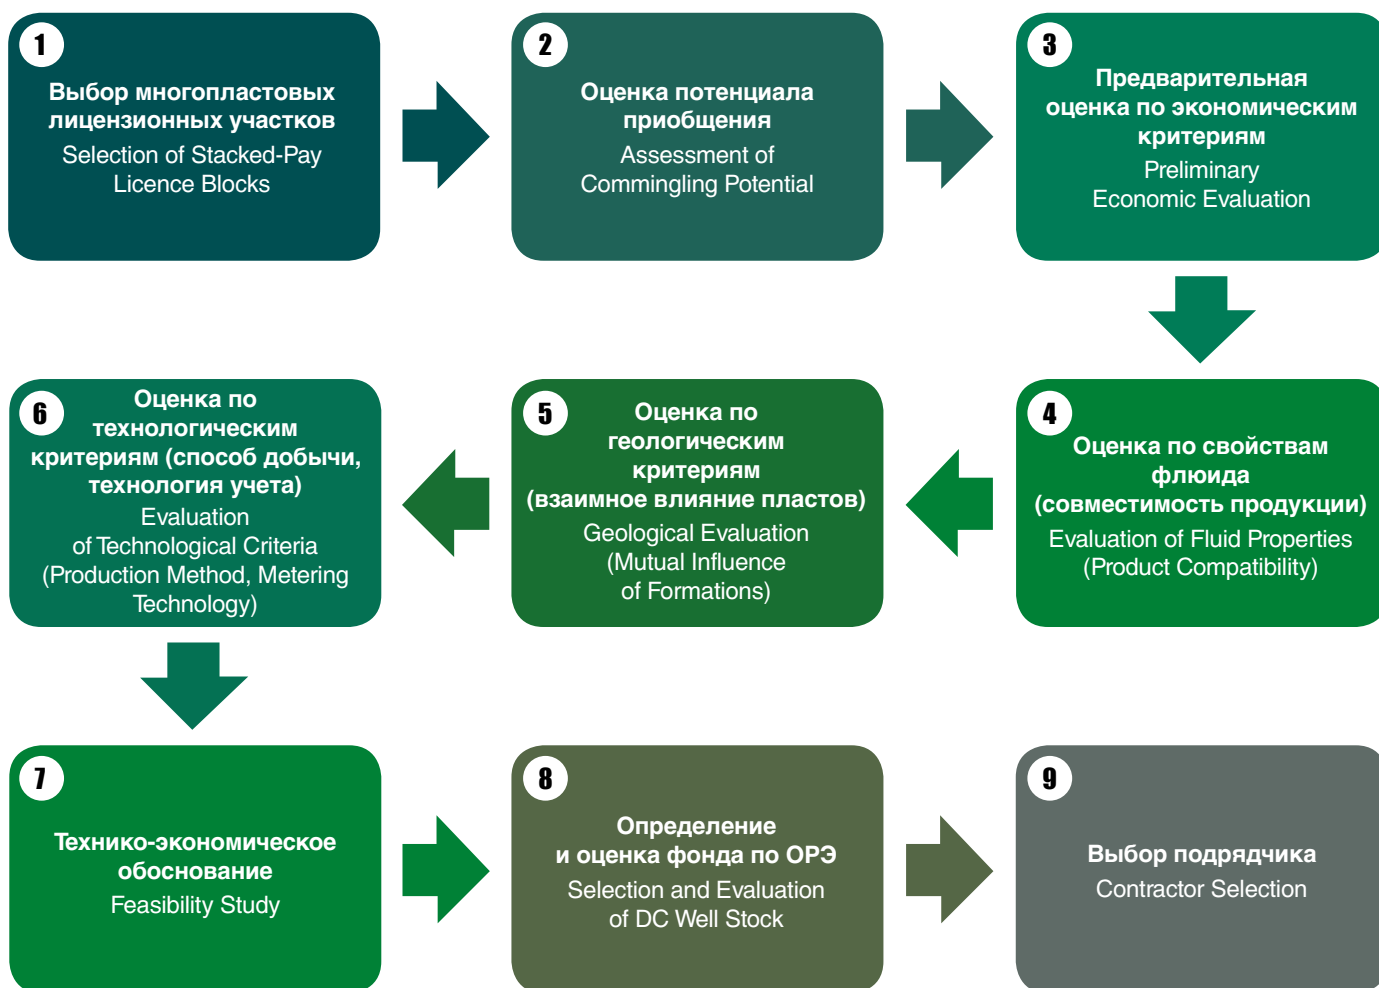 1
Выбор многопластовых
лицензионных участков
Selection of Stacked-Pay
Licence Blocks
2
Оценка потенциала
приобщения
Assessment of
Commingling Potential
3
Предварительная
оценка по экономическим
критериям
Preliminary
Economic Evaluation
4
Оценка по свойствам
флюида
(совместимость продукции)
Evaluation of Fluid Properties
(Product Compatibility)
5
Оценка по
геологическим
критериям
(взаимное влияние пластов)
Geological Evaluation
(Mutual Influence
of Formations)
6
Оценка по
технологическим
критериям (способ добычи,
технология учета)
Evaluation
of Technological Criteria
(Production Method, Metering
Technology)
7
Технико-экономическое
обоснование
Feasibility Study
8
Определение
и оценка фонда по ОРЭ
Selection and Evaluation
of DC Well Stock
9
Выбор подрядчика
Contractor Selection